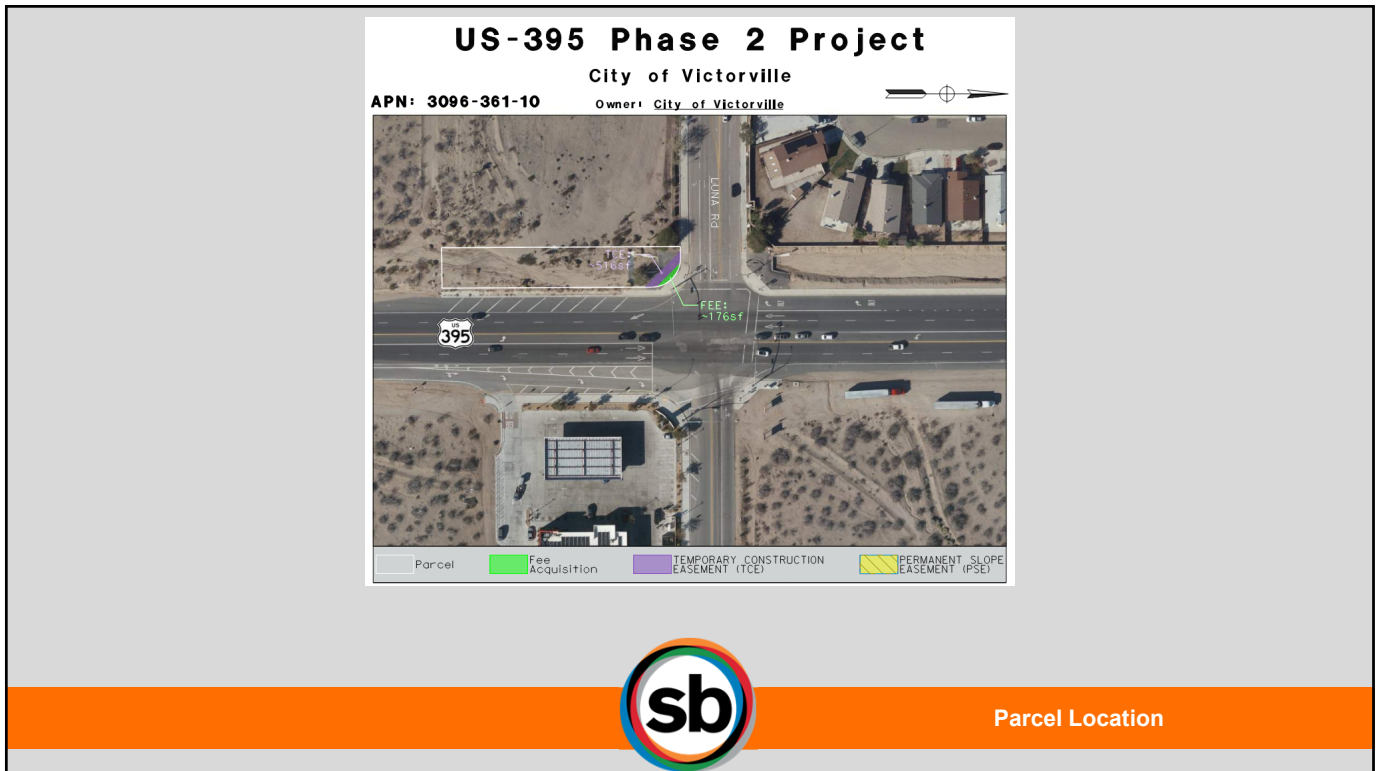 US-395 Phase 2 Project
City of Victorville
APN: 3096-361-10
Owner: City of Victorville
LUNA Rd
TCE:
~516sf
FEE:
~176sf
US
395
Parcel
Fee
Acquisition
TEMPORARY CONSTRUCTION
EASEMENT (TCE)
PERMANENT SLOPE
EASEMENT (PSE)
sb
Parcel Location